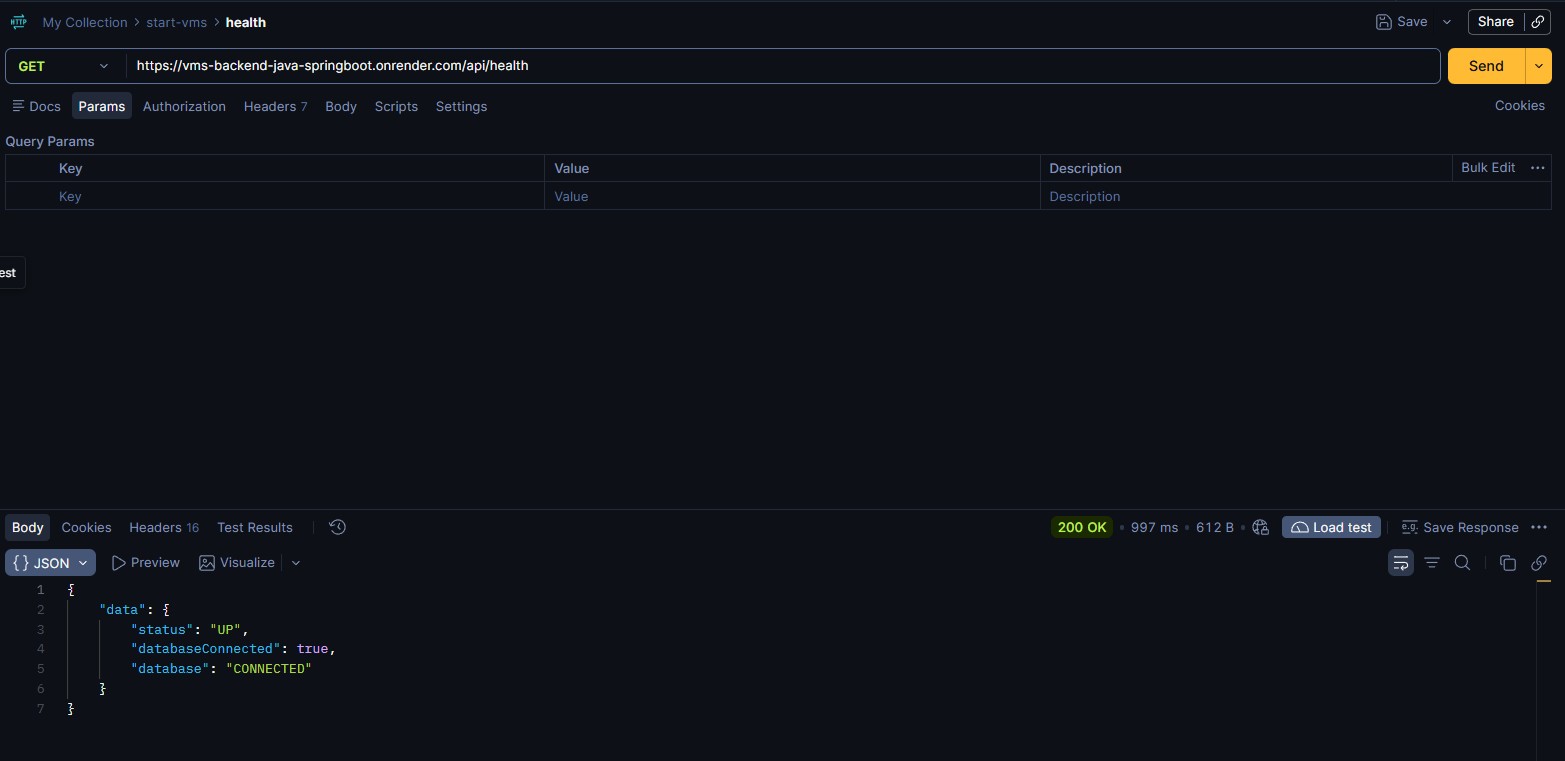 HTTP My Collection > start-vms > health Save Share
GET https://vms-backend-java-springboot.onrender.com/api/health Send
Docs Params Authorization Headers 7 Body Scripts Settings Cookies
Query Params
Key Value Description Bulk Edit ...
Key Value Description
est
Body Cookies Headers 16 Test Results 200 OK • 997 ms • 612 B • Load test e.g. Save Response ...
{} JSON Preview Visualize
1 {
2 "data": {
3 "status": "UP",
4 "databaseConnected": true,
5 "database": "CONNECTED"
6 }
7 }